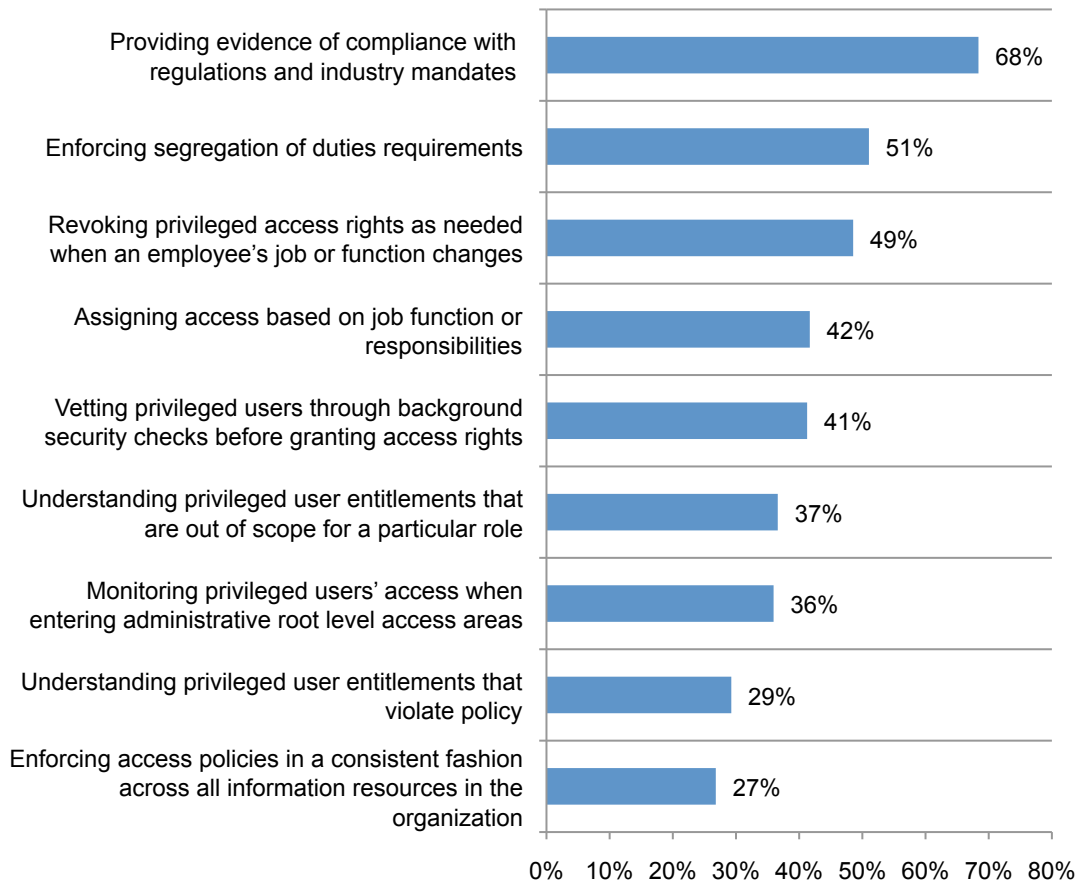 Providing evidence of compliance with
regulations and industry mandates
68%
Enforcing segregation of duties requirements
51%
Revoking privileged access rights as needed
when an employee’s job or function changes
49%
Assigning access based on job function or
responsibilities
42%
Vetting privileged users through background
security checks before granting access rights
41%
Understanding privileged user entitlements that
are out of scope for a particular role
37%
Monitoring privileged users’ access when
entering administrative root level access areas
36%
Understanding privileged user entitlements that
violate policy
29%
Enforcing access policies in a consistent fashion
across all information resources in the
organization
27%
0% 10% 20% 30% 40% 50% 60% 70% 80%